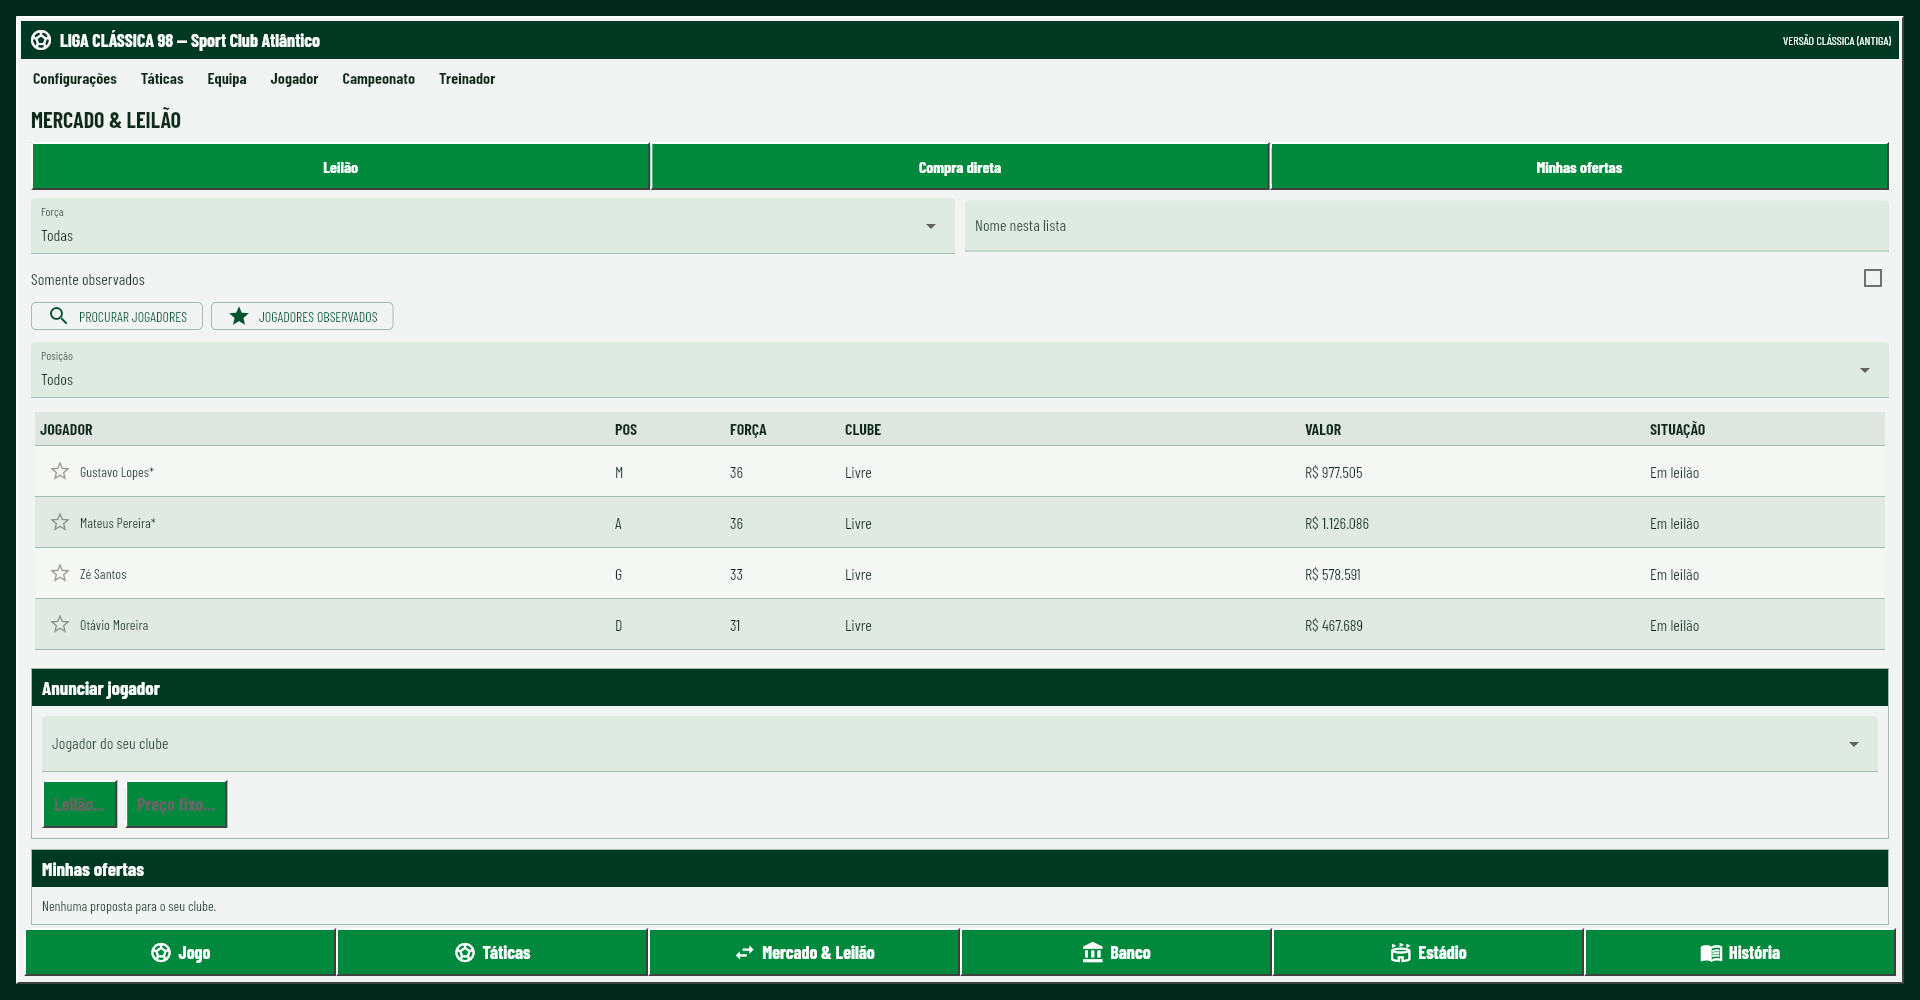 LIGA CLÁSSICA 98 — Sport Club Atlântico
VERSÃO CLÁSSICA (ANTIGA)
Configurações Táticas Equipa Jogador Campeonato Treinador
MERCADO & LEILÃO
Leilão Compra direta Minhas ofertas
Força
Todas
Nome nesta lista
Somente observados
PROCURAR JOGADORES JOGADORES OBSERVADOS
Posição
Todos
JOGADOR POS FORÇA CLUBE VALOR SITUAÇÃO
Gustavo Lopes* M 36 Livre R$ 977.505 Em leilão
Mateus Pereira* A 36 Livre R$ 1.126.086 Em leilão
Zé Santos G 33 Livre R$ 578.591 Em leilão
Otávio Moreira D 31 Livre R$ 467.689 Em leilão
Anunciar jogador
Jogador do seu clube
Leilão... Preço fixo...
Minhas ofertas
Nenhuma proposta para o seu clube.
Jogo Táticas Mercado & Leilão Banco Estádio História